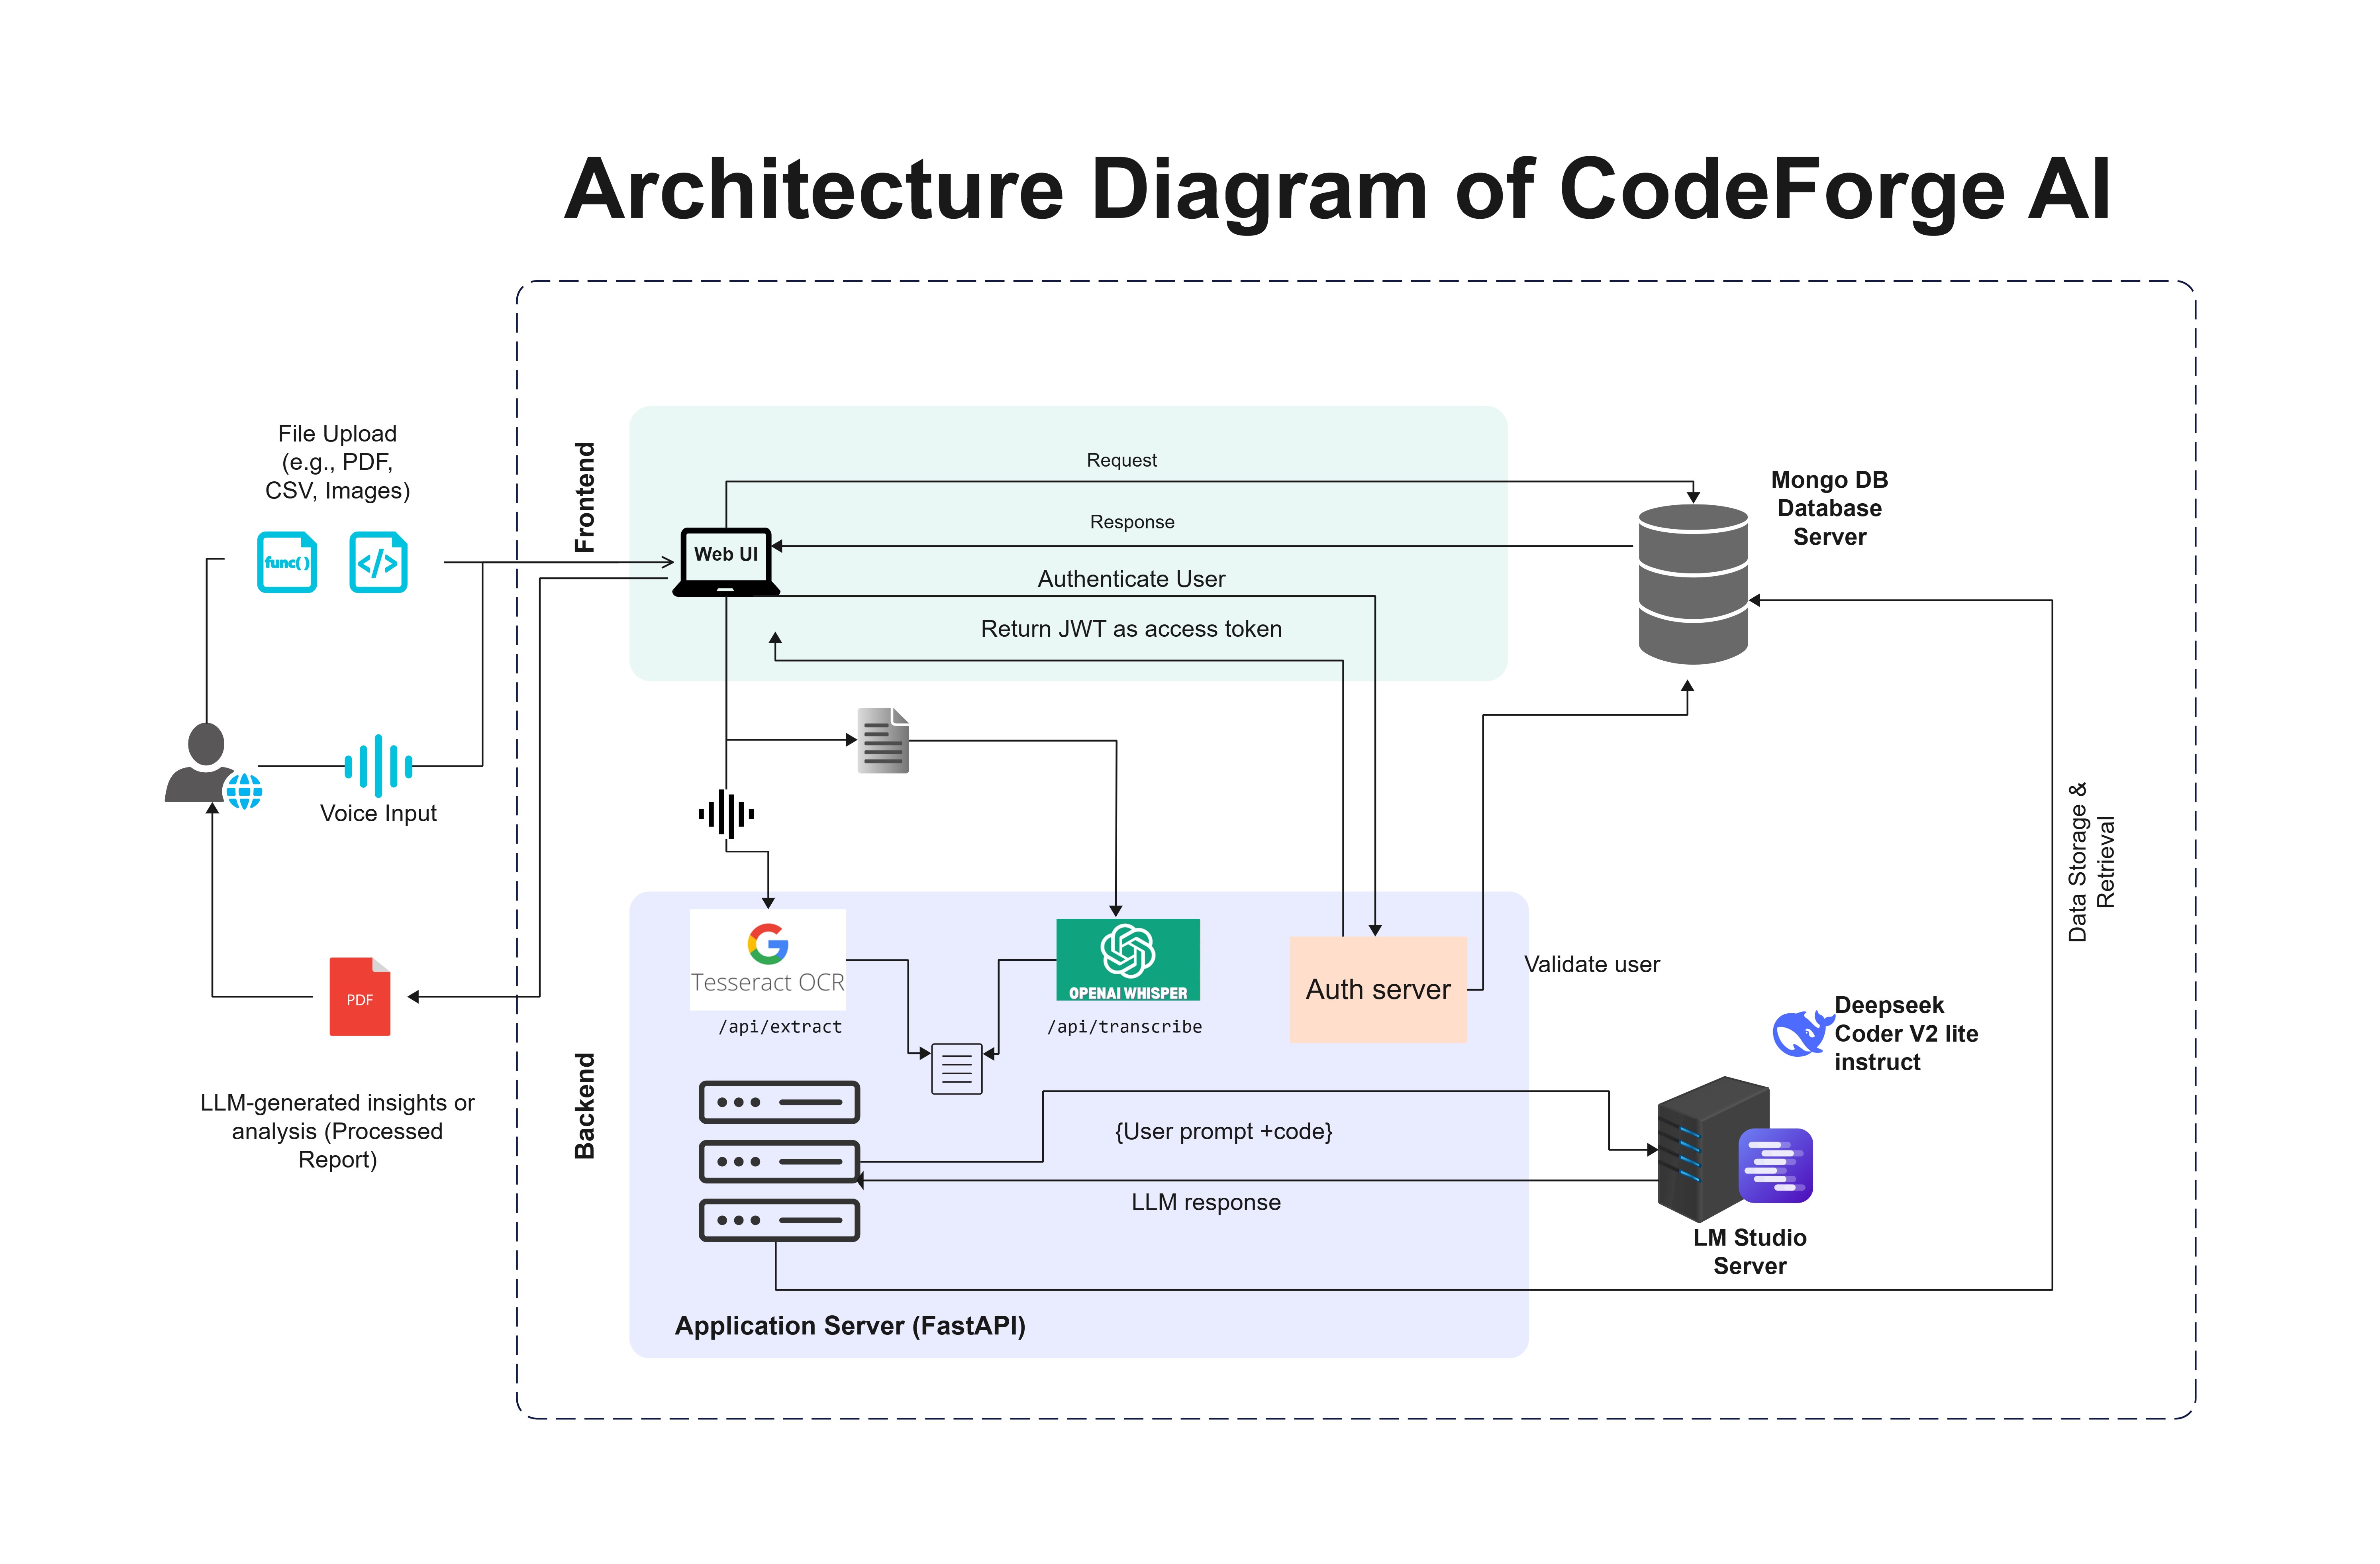 Architecture Diagram of CodeForge AI
File Upload
(e.g., PDF,
CSV, Images)
func()
</>
Voice Input
PDF
LLM-generated insights or
analysis (Processed
Report)
Frontend
Request
Response
Web UI
Authenticate User
Return JWT as access token
Mongo DB
Database
Server
Data Storage &
Retrieval
Backend
Tesseract OCR
/api/extract
OPENAI WHISPER
/api/transcribe
Auth server
Validate user
Deepseek
Coder V2 lite
instruct
{User prompt +code}
LLM response
LM Studio
Server
Application Server (FastAPI)